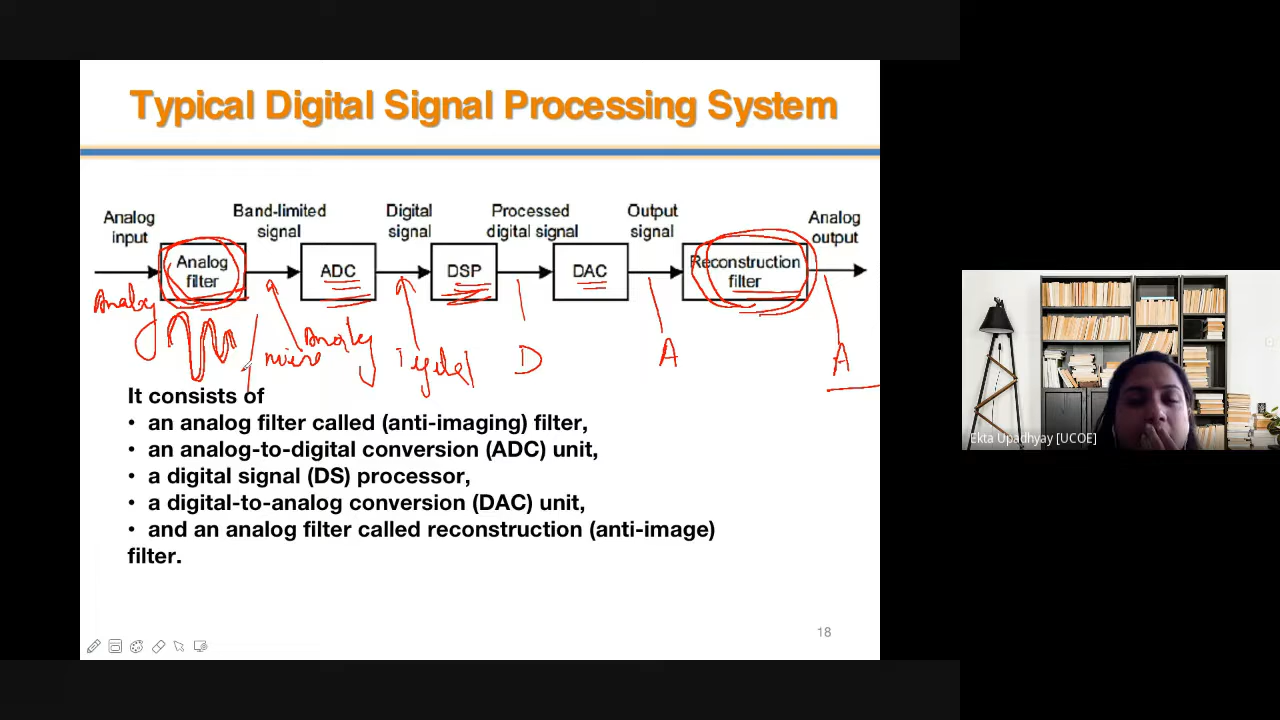 Typical Digital Signal Processing System
Analog input
Band-limited signal
Digital signal
Processed digital signal
Output signal
Analog output
Analog filter
ADC
DSP
DAC
Reconstruction filter
Analog
Analog
noise
D
A
A
It consists of
• an analog filter called (anti-imaging) filter,
• an analog-to-digital conversion (ADC) unit,
• a digital signal (DS) processor,
• a digital-to-analog conversion (DAC) unit,
• and an analog filter called reconstruction (anti-image)
filter.
18
Ekta Upadhyay [UCOE]